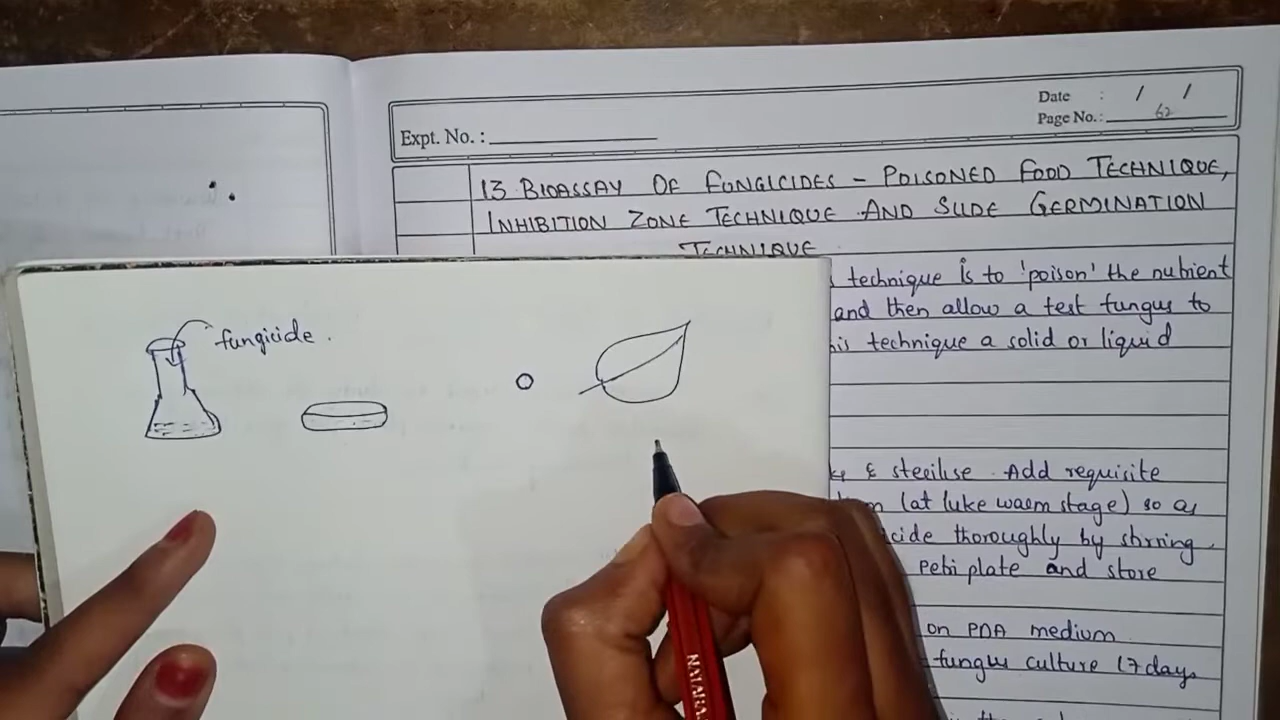 Date : / /
Page No.: 62
Expt. No. :
13 BIOASSAY OF FUNGICIDES - POISONED FOOD TECHNIQUE,
INHIBITION ZONE TECHNIQUE AND SLIDE GERMINATION
TECHNIQUE
technique is to 'poison' the nutrient
and then allow a test fungus to
technique a solid or liquid
fungicide.
& sterilise. Add requisite
(at luke warm stage) so as
thoroughly by stirring.
petri plate and store
on PDA medium
fungus culture (7 days
NATARA